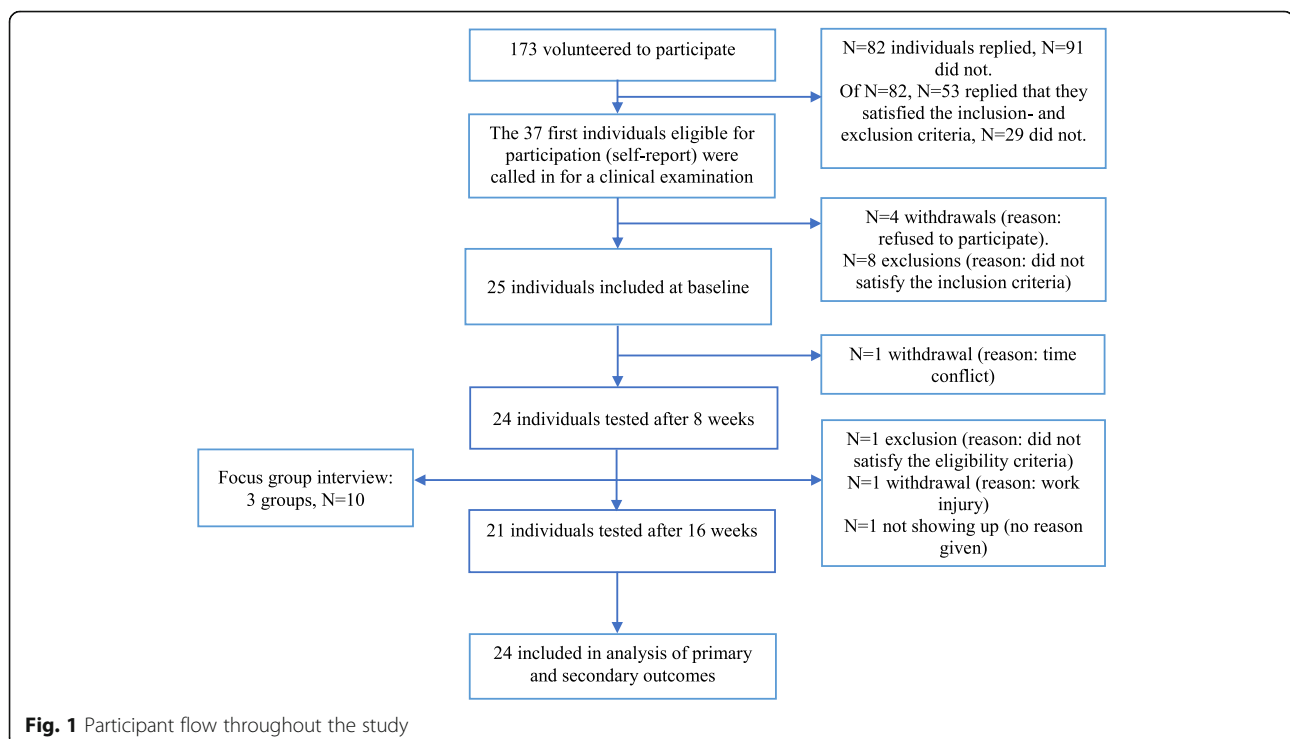 173 volunteered to participate
N=82 individuals replied, N=91
did not.
Of N=82, N=53 replied that they
satisfied the inclusion- and
exclusion criteria, N=29 did not.
The 37 first individuals eligible for
participation (self-report) were
called in for a clinical examination
N=4 withdrawals (reason:
refused to participate).
N=8 exclusions (reason: did not
satisfy the inclusion criteria)
25 individuals included at baseline
N=1 withdrawal (reason: time
conflict)
24 individuals tested after 8 weeks
N=1 exclusion (reason: did not
satisfy the eligibility criteria)
N=1 withdrawal (reason: work
injury)
N=1 not showing up (no reason
given)
Focus group interview:
3 groups, N=10
21 individuals tested after 16 weeks
24 included in analysis of primary
and secondary outcomes
Fig. 1 Participant flow throughout the study